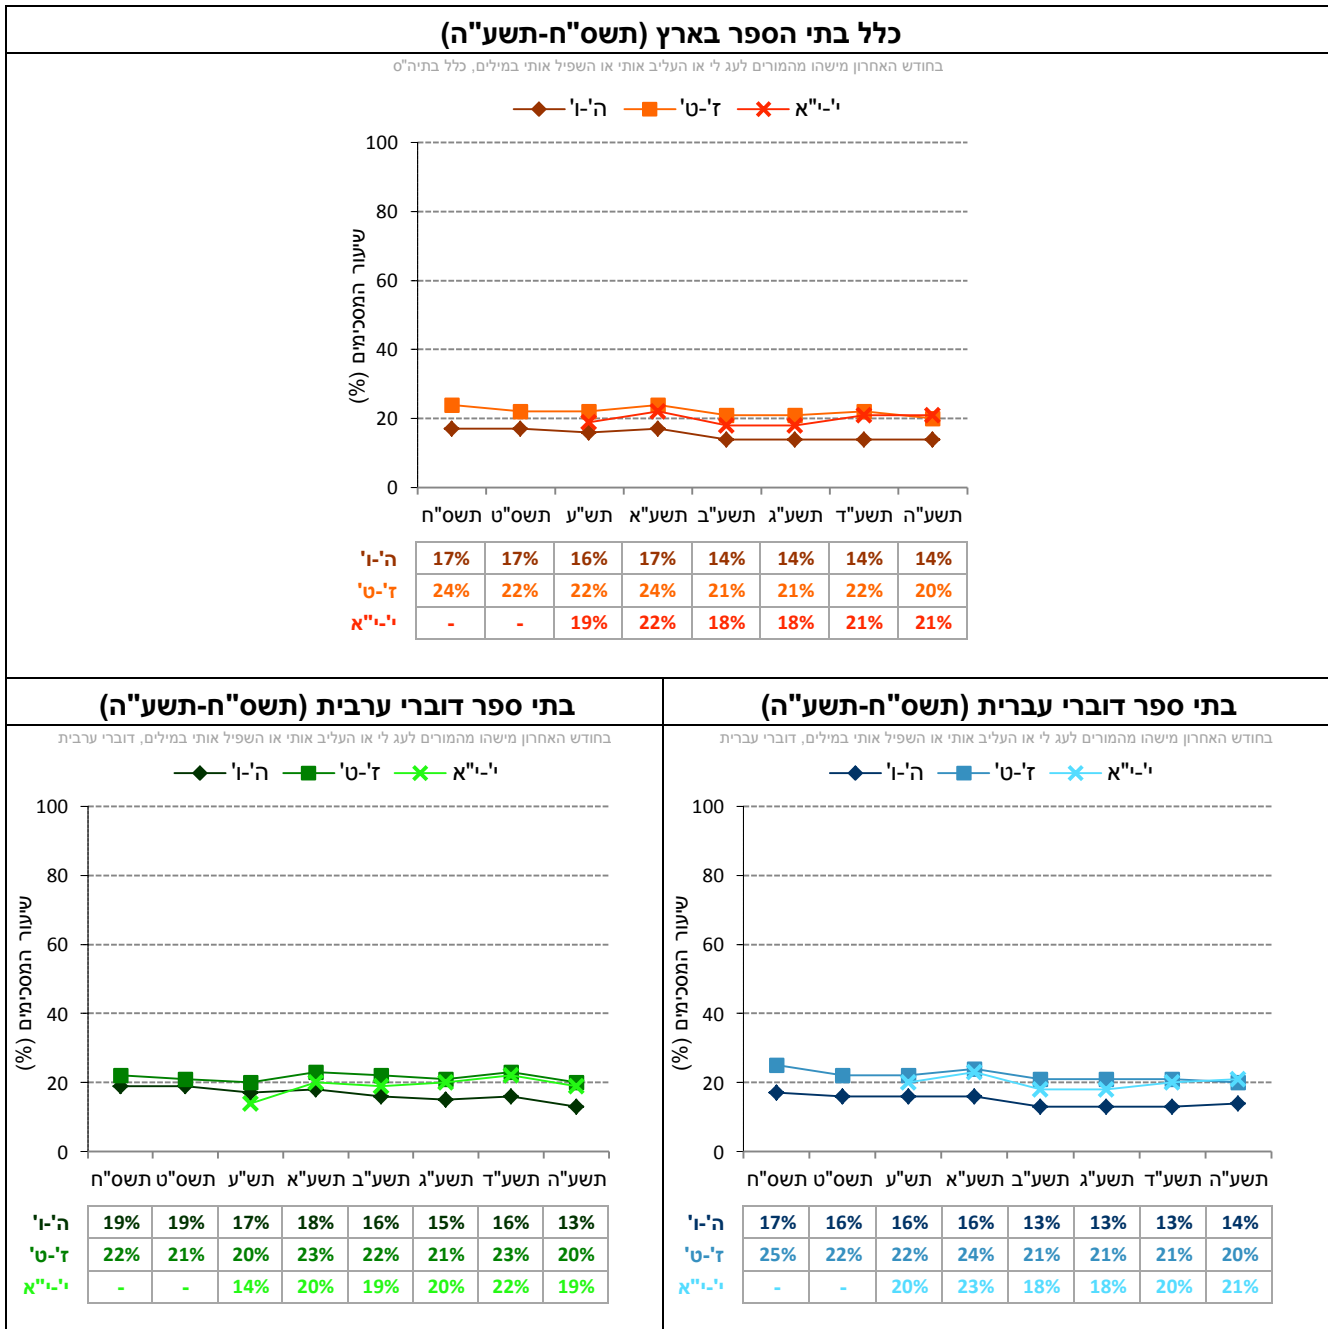 כלל בתי הספר בארץ (תשס"ח-תשע"ה)
בחודש האחרון מישהו מהמורים לעג לי או העליב אותי או השפיל אותי במילים, כלל בתיה"ס
ה'-ו' ז'-ט' י'-י"א
שיעור המסכימים (%)
100
80
60
40
20
0
תשס"ח תשס"ט תש"ע תשע"א תשע"ב תשע"ג תשע"ד תשע"ה
ה'-ו' 17% 17% 16% 17% 14% 14% 14% 14%
ז'-ט' 24% 22% 22% 24% 21% 21% 22% 20%
י'-י"א - - 19% 22% 18% 18% 21% 21%
בתי ספר דוברי עברית (תשס"ח-תשע"ה)
בחודש האחרון מישהו מהמורים לעג לי או העליב אותי או השפיל אותי במילים, דוברי עברית
ה'-ו' ז'-ט' י'-י"א
שיעור המסכימים (%)
100
80
60
40
20
0
תשס"ח תשס"ט תש"ע תשע"א תשע"ב תשע"ג תשע"ד תשע"ה
ה'-ו' 17% 16% 16% 16% 13% 13% 13% 14%
ז'-ט' 25% 22% 22% 24% 21% 21% 21% 20%
י'-י"א - - 20% 23% 18% 18% 20% 21%
בתי ספר דוברי ערבית (תשס"ח-תשע"ה)
בחודש האחרון מישהו מהמורים לעג לי או העליב אותי או השפיל אותי במילים, דוברי ערבית
ה'-ו' ז'-ט' י'-י"א
שיעור המסכימים (%)
100
80
60
40
20
0
תשס"ח תשס"ט תש"ע תשע"א תשע"ב תשע"ג תשע"ד תשע"ה
ה'-ו' 19% 19% 17% 18% 16% 15% 16% 13%
ז'-ט' 22% 21% 20% 23% 22% 21% 23% 20%
י'-י"א - - 14% 20% 19% 20% 22% 19%